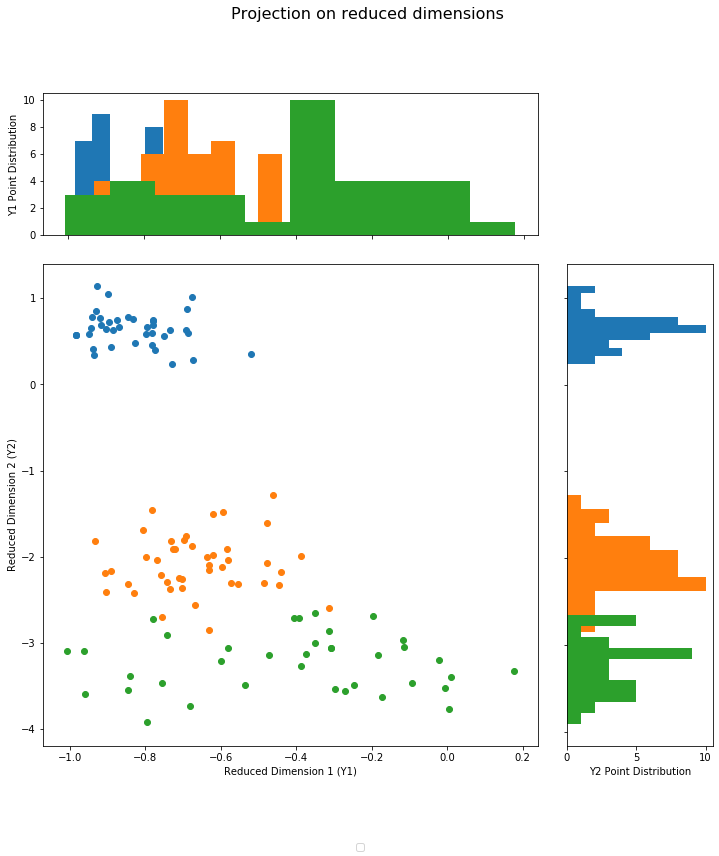 Projection on reduced dimensions
Y1 Point Distribution
10
8
6
4
2
0
Reduced Dimension 2 (Y2)
1
0
−1
−2
−3
−4
−1.0 −0.8 −0.6 −0.4 −0.2 0.0 0.2
Reduced Dimension 1 (Y1)
0 5 10
Y2 Point Distribution